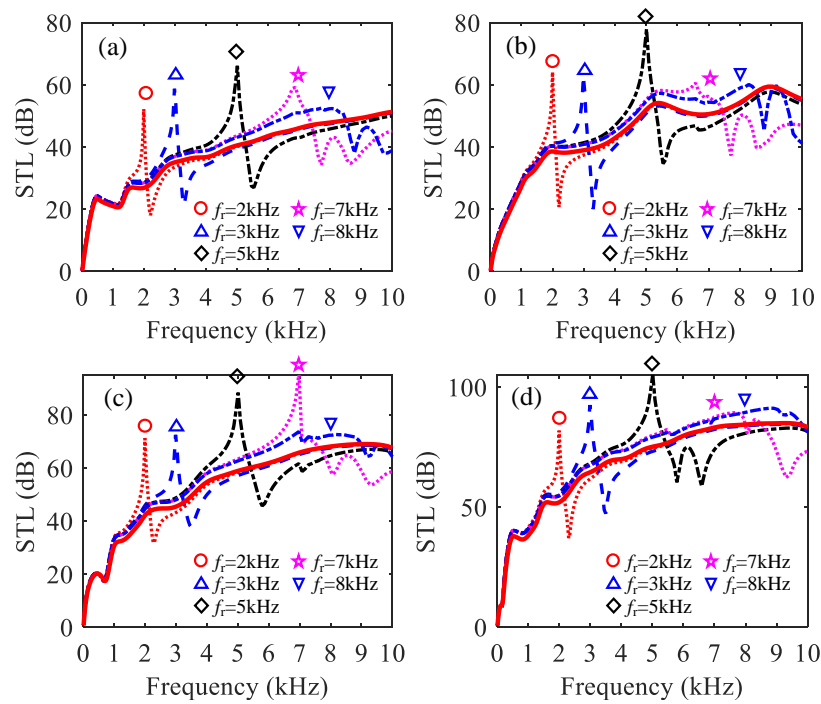 (a)
STL (dB)
80
60
40
20
0
0 1 2 3 4 5 6 7 8 9 10
Frequency (kHz)
fr=2kHz fr=7kHz
fr=3kHz fr=8kHz
fr=5kHz
(b)
STL (dB)
80
60
40
20
0
0 1 2 3 4 5 6 7 8 9 10
Frequency (kHz)
fr=2kHz fr=7kHz
fr=3kHz fr=8kHz
fr=5kHz
(c)
STL (dB)
80
60
40
20
0
0 1 2 3 4 5 6 7 8 9 10
Frequency (kHz)
fr=2kHz fr=7kHz
fr=3kHz fr=8kHz
fr=5kHz
(d)
STL (dB)
100
50
0
0 1 2 3 4 5 6 7 8 9 10
Frequency (kHz)
fr=2kHz fr=7kHz
fr=3kHz fr=8kHz
fr=5kHz